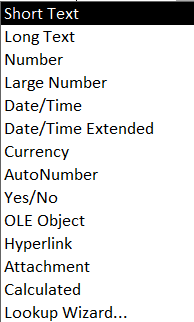 Short Text
Long Text
Number
Large Number
Date/Time
Date/Time Extended
Currency
AutoNumber
Yes/No
OLE Object
Hyperlink
Attachment
Calculated
Lookup Wizard...